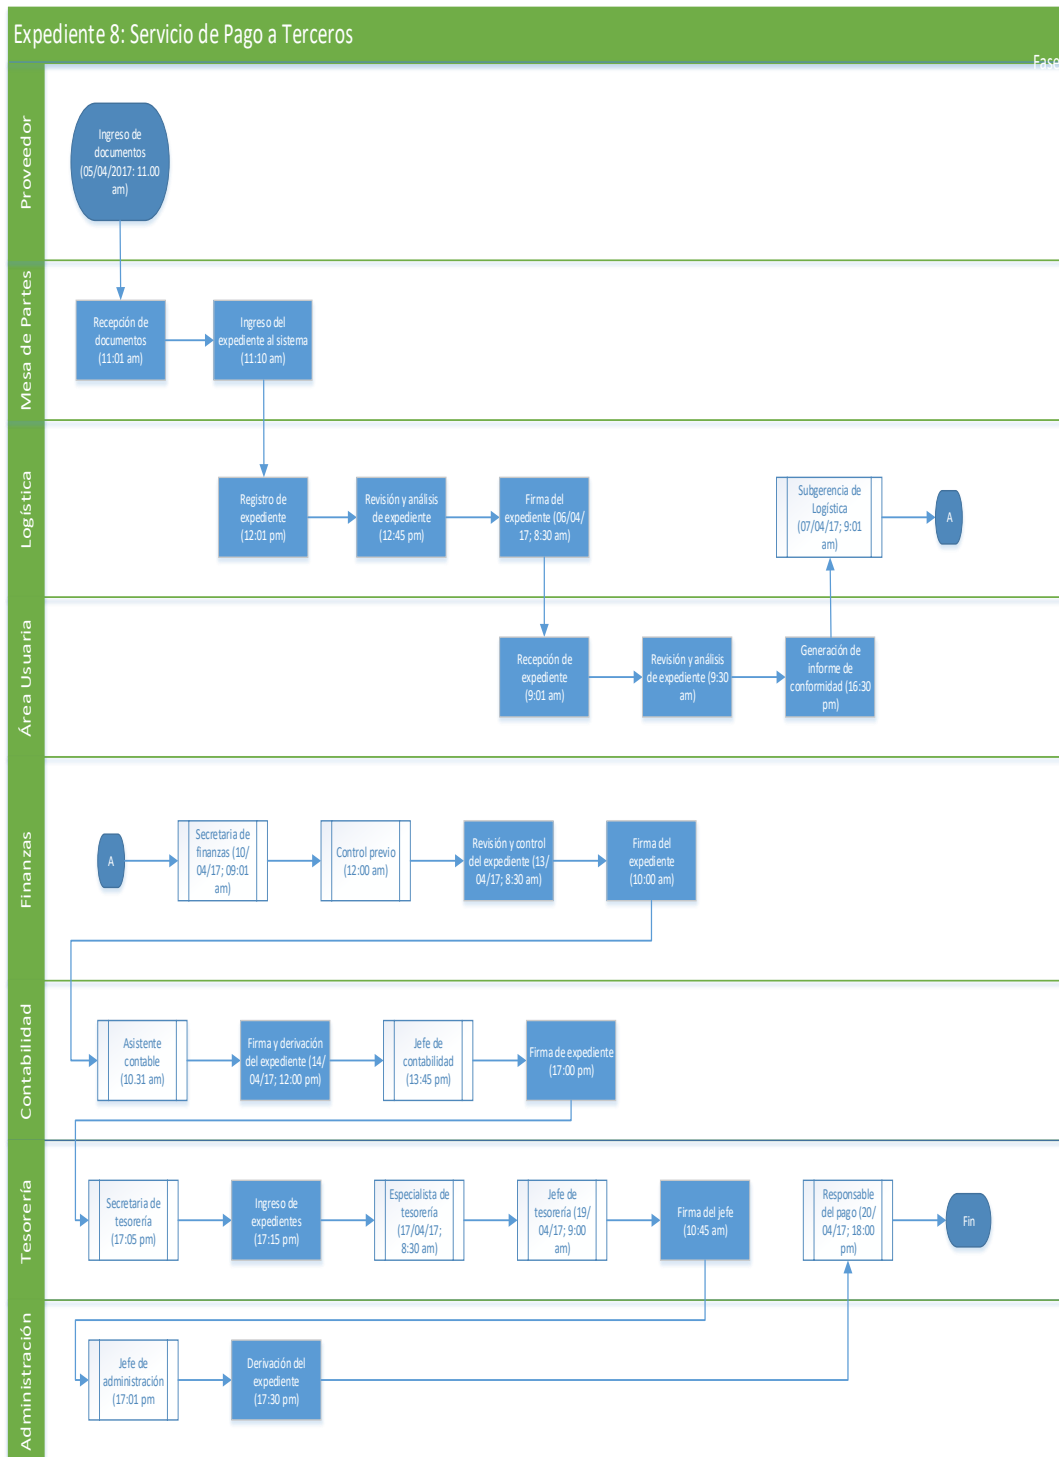 Expediente 8: Servicio de Pago a Terceros
Fase
Proveedor
Ingreso de
documentos
(05/04/2017: 11.00
am)
Mesa de Partes
Recepción de
documentos
(11:01 am)
Ingreso del
expediente al sistema
(11:10 am)
Logística
Registro de
expediente
(12:01 pm)
Revisión y análisis
de expediente
(12:45 pm)
Firma del
expediente (06/04/
17; 8:30 am)
Subgerencia de
Logística
(07/04/17; 9:01
am)
A
Área Usuaria
Recepción de
expediente
(9:01 am)
Revisión y análisis
de expediente (9:30
am)
Generación de
informe de
conformidad (16:30
pm)
Finanzas
A
Secretaria de
finanzas (10/
04/17; 09:01
am)
Control previo
(12:00 am)
Revisión y control
del expediente (13/
04/17; 8:30 am)
Firma del
expediente
(10:00 am)
Contabilidad
Asistente
contable
(10.31 am)
Firma y derivación
del expediente (14/
04/17; 12:00 pm)
Jefe de
contabilidad
(13:45 pm)
Firma de expediente
(17:00 pm)
Tesorería
Secretaria de
tesorería
(17:05 pm)
Ingreso de
expedientes
(17:15 pm)
Especialista de
tesorería
(17/04/17;
8:30 am)
Jefe de
tesorería (19/
04/17; 9:00
am)
Firma del jefe
(10:45 am)
Responsable
del pago (20/
04/17; 18:00
pm)
Fin
Administración
Jefe de
administración
(17:01 pm
Derivación del
expediente
(17:30 pm)